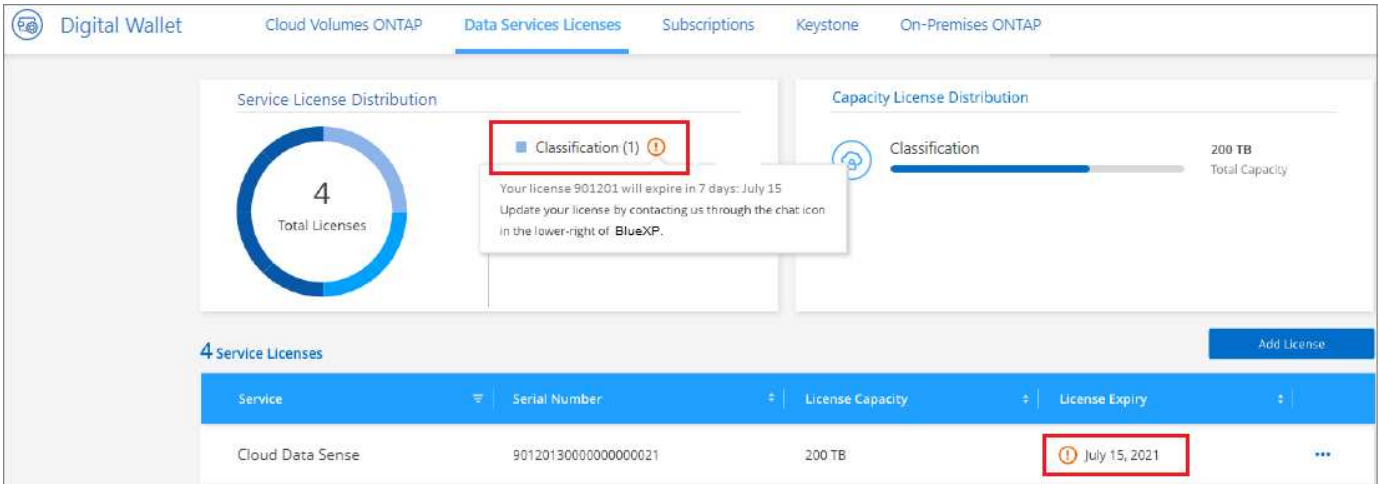 Digital Wallet
Cloud Volumes ONTAP
Data Services Licenses
Subscriptions
Keystone
On-Premises ONTAP
Service License Distribution
4
Total Licenses
Classification (1)
Your license 901201 will expire in 7 days: July 15
Update your license by contacting us through the chat icon
in the lower-right of BlueXP.
Capacity License Distribution
Classification
200 TB
Total Capacity
4 Service Licenses
Add License
Service
Serial Number
License Capacity
License Expiry
Cloud Data Sense
90120130000000000021
200 TB
July 15, 2021